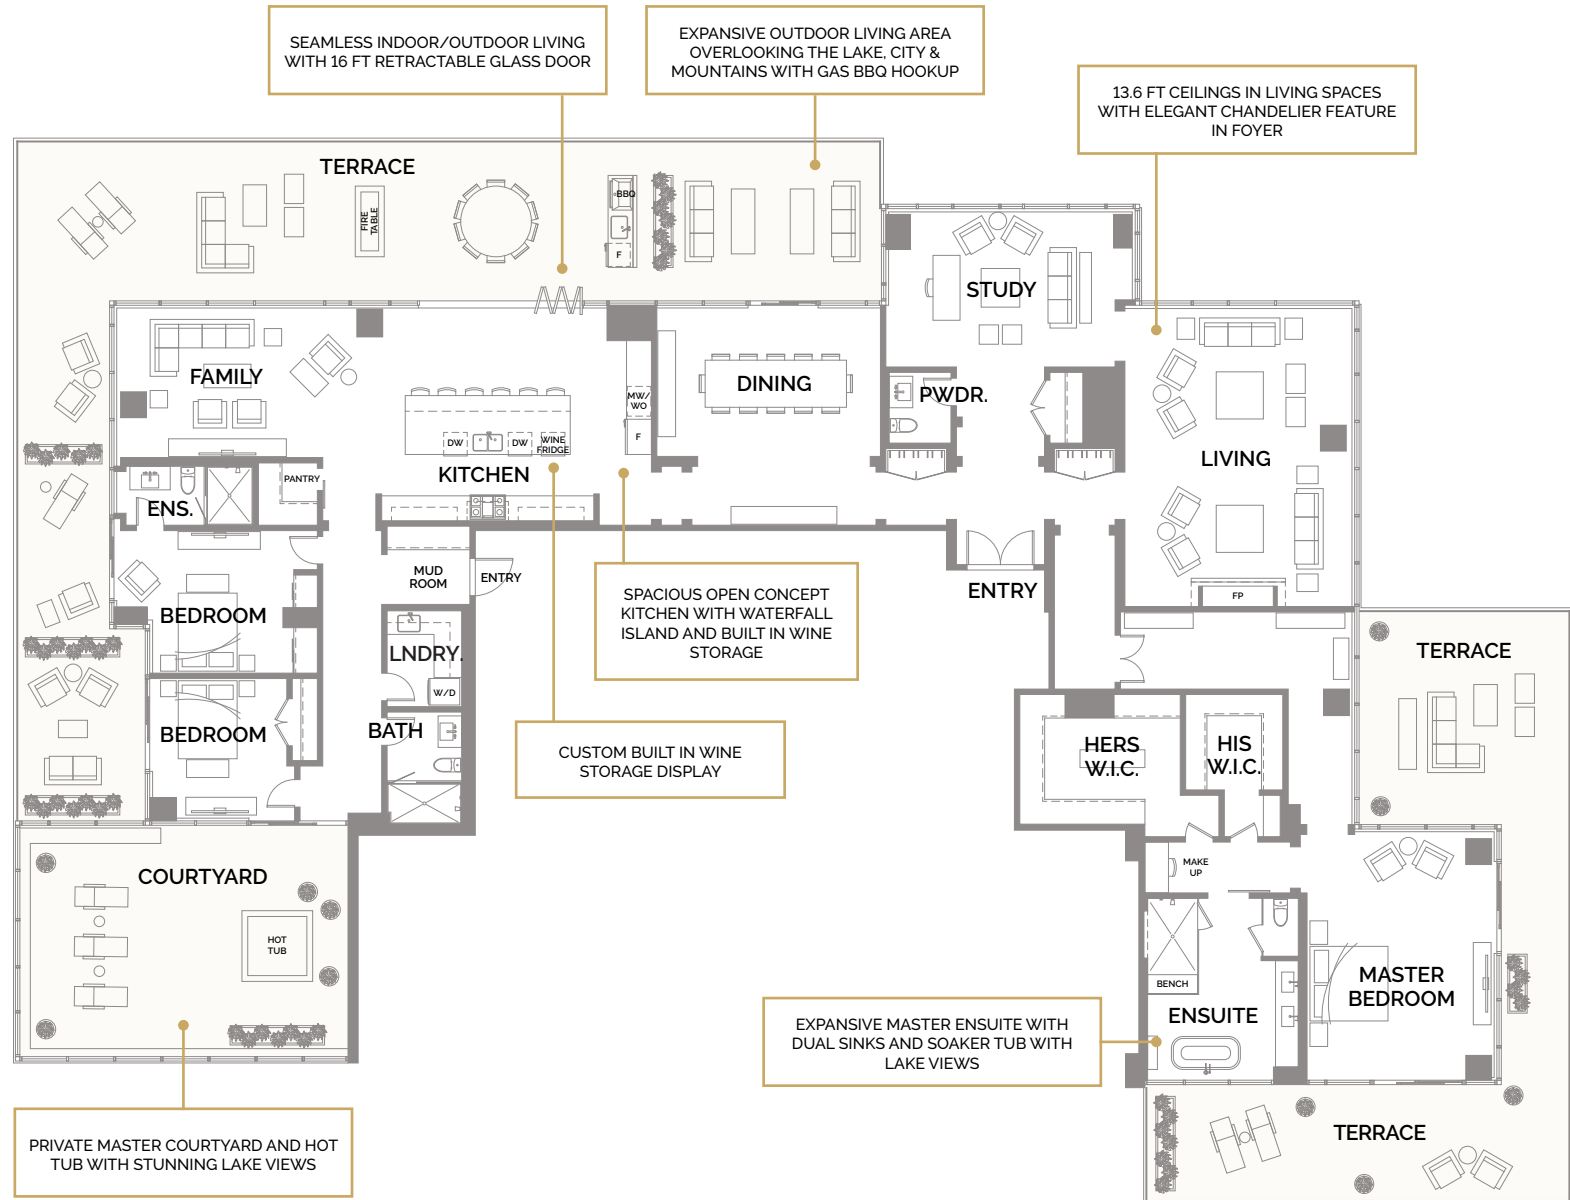 SEAMLESS INDOOR/OUTDOOR LIVING
WITH 16 FT RETRACTABLE GLASS DOOR
EXPANSIVE OUTDOOR LIVING AREA
OVERLOOKING THE LAKE, CITY &
MOUNTAINS WITH GAS BBQ HOOKUP
13.6 FT CEILINGS IN LIVING SPACES
WITH ELEGANT CHANDELIER FEATURE
IN FOYER
TERRACE
FIRE
TABLE
BBQ
F
STUDY
FAMILY
DINING
PWDR.
MW/
WO
F
DW
DW
WINE
FRIDGE
KITCHEN
LIVING
PANTRY
ENS.
MUD
ROOM
ENTRY
ENTRY
FP
SPACIOUS OPEN CONCEPT
KITCHEN WITH WATERFALL
ISLAND AND BUILT IN WINE
STORAGE
BEDROOM
LNDRY.
W/D
TERRACE
BEDROOM
BATH
CUSTOM BUILT IN WINE
STORAGE DISPLAY
HERS
W.I.C.
HIS
W.I.C.
COURTYARD
HOT
TUB
MAKE
UP
BENCH
ENSUITE
MASTER
BEDROOM
EXPANSIVE MASTER ENSUITE WITH
DUAL SINKS AND SOAKER TUB WITH
LAKE VIEWS
PRIVATE MASTER COURTYARD AND HOT
TUB WITH STUNNING LAKE VIEWS
TERRACE